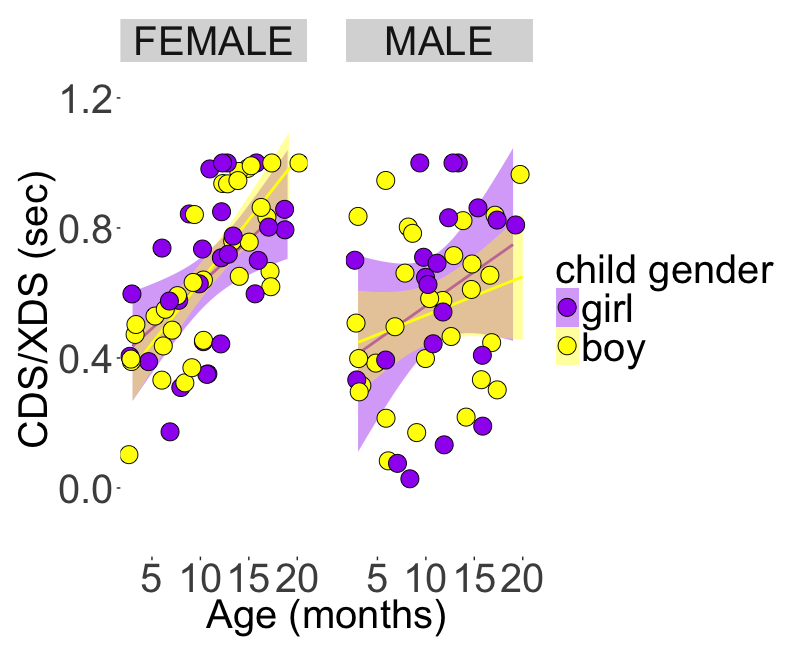 FEMALE MALE
1.2
0.8
0.4
0.0
CDS/XDS (sec)
5 10 15 20 5 10 15 20
Age (months)
child gender
girl
boy